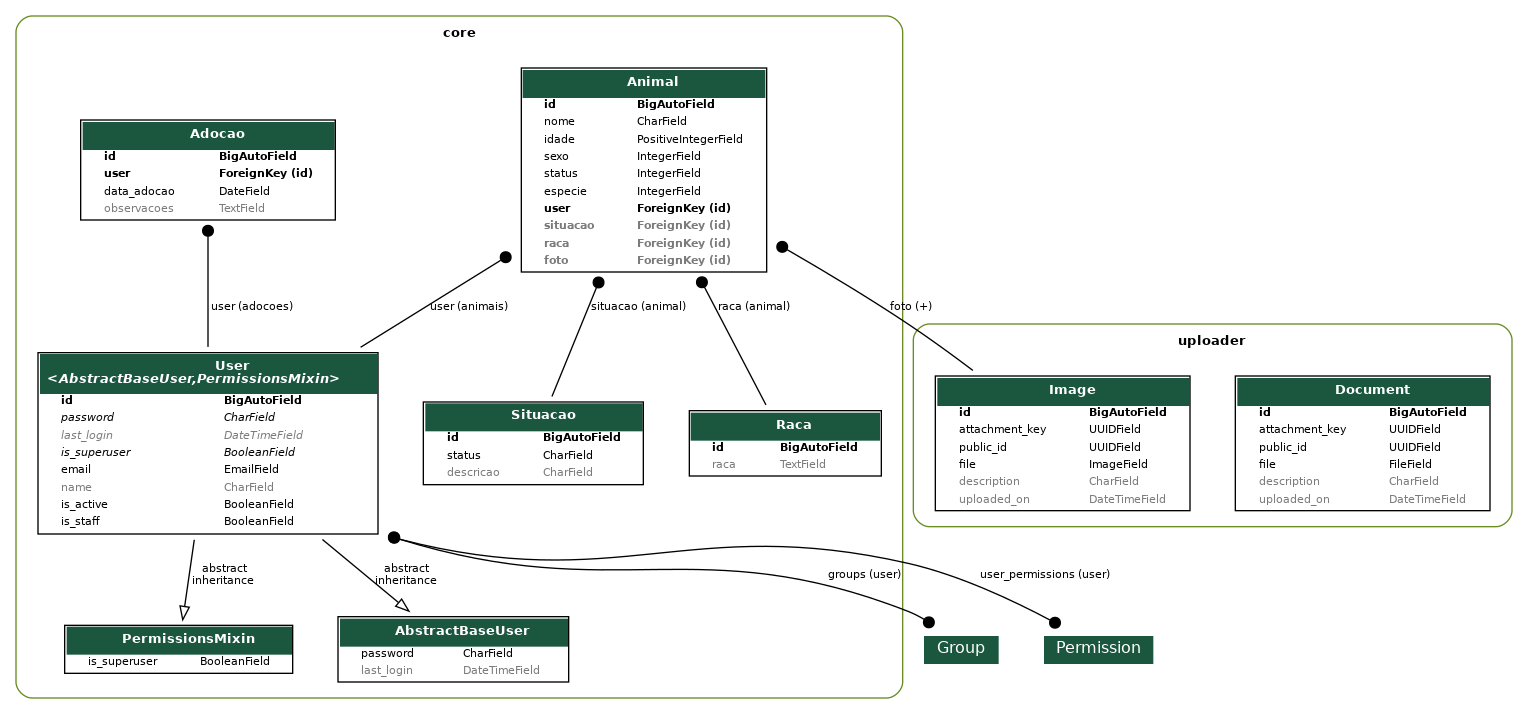 core
Adocao
id BigAutoField
user ForeignKey (id)
data_adocao DateField
observacoes TextField
Animal
id BigAutoField
nome CharField
idade PositiveIntegerField
sexo IntegerField
status IntegerField
especie IntegerField
user ForeignKey (id)
situacao ForeignKey (id)
raca ForeignKey (id)
foto ForeignKey (id)
user (adocoes)
user (animais)
situacao (animal)
raca (animal)
foto (+)
User
<AbstractBaseUser,PermissionsMixin>
id BigAutoField
password CharField
last_login DateTimeField
is_superuser BooleanField
email EmailField
name CharField
is_active BooleanField
is_staff BooleanField
Situacao
id BigAutoField
status CharField
descricao CharField
Raca
id BigAutoField
raca TextField
uploader
Image
id BigAutoField
attachment_key UUIDField
public_id UUIDField
file ImageField
description CharField
uploaded_on DateTimeField
Document
id BigAutoField
attachment_key UUIDField
public_id UUIDField
file FileField
description CharField
uploaded_on DateTimeField
abstract
inheritance
abstract
inheritance
groups (user)
user_permissions (user)
PermissionsMixin
is_superuser BooleanField
AbstractBaseUser
password CharField
last_login DateTimeField
Group
Permission